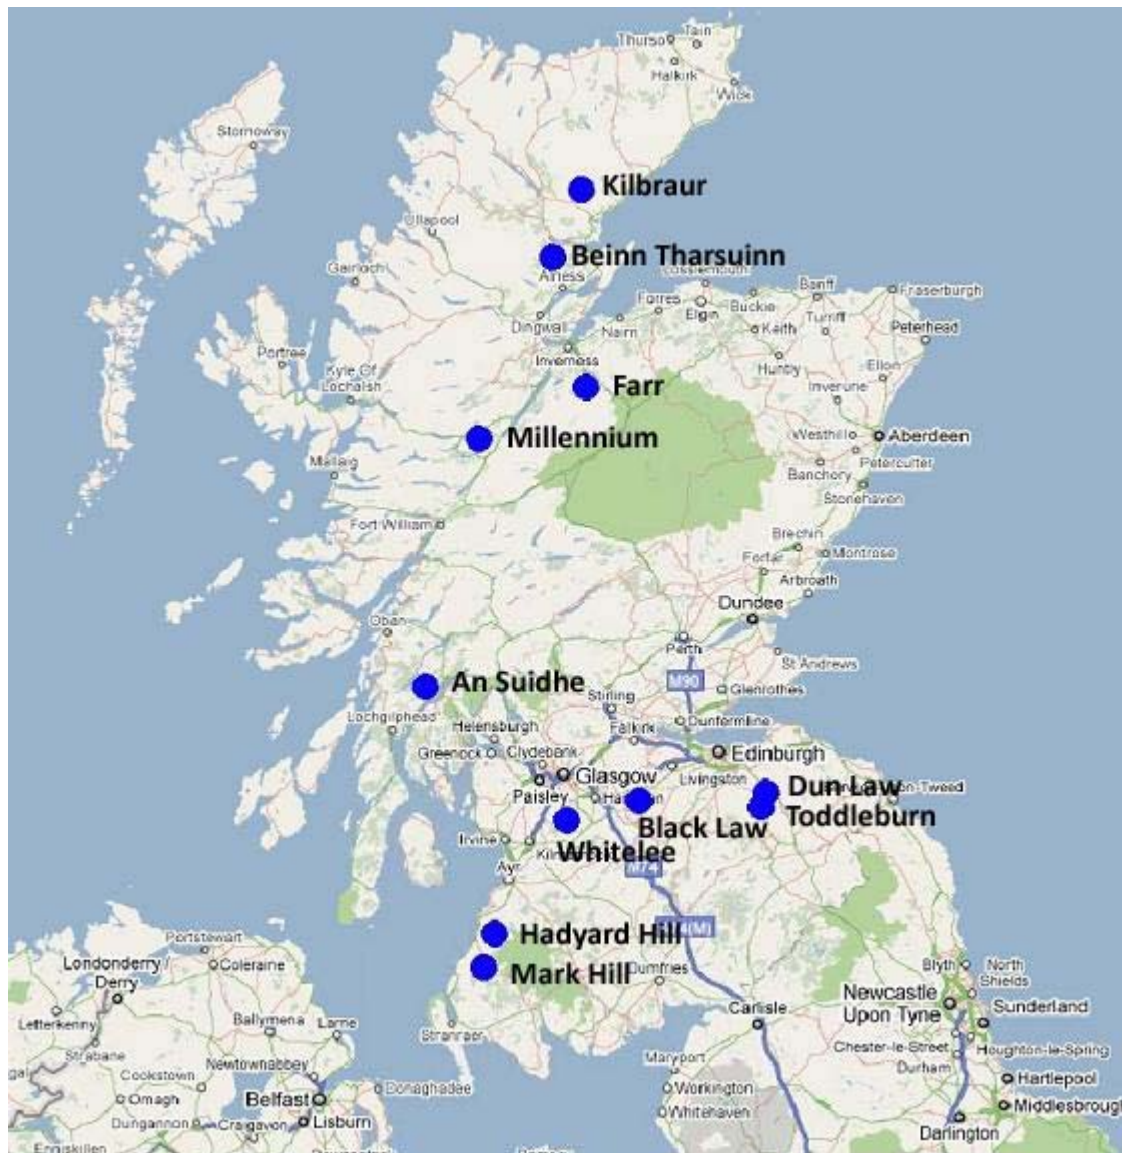 Thurso
Tain
Halkirk
Wick
Stornoway
Kilbraur
Ullapool
Beinn Tharsuinn
Gairloch
Alness
Lossiemouth
Banff
Fraserburgh
Forres
Elgin
Buckie
Dingwall
Nairn
Keith
Turriff
Peterhead
Portree
Inverness
Huntly
Ellon
Kyle Of
Lochalsh
Farr
Inverurie
Millennium
Westhill
Aberdeen
Mallaig
Peterculter
Banchory
Stonehaven
Fort William
Brechin
Montrose
Forfar
Arbroath
Dundee
Oban
Perth
St Andrews
An Suidhe
M90
Glenrothes
Stirling
Lochgilphead
Helensburgh
Falkirk
Dunfermline
Greenock
Clydebank
Edinburgh
Glasgow
Livingston
Paisley
Dun Law
Toddleburn
Black Law
Irvine
Whitelee
Ayr
M74
Hadyard Hill
Mark Hill
Dumfries
Portstewart
Coleraine
Londonderry /
Derry
Blyth
North
Shields
Letterkenny
Ballymena
Larne
Stranraer
Carlisle
Newcastle
Upon Tyne
Sunderland
Strabane
Newtownabbey
Chester-le-Street
Houghton-le-Spring
Maryport
Durham
Cookstown
Donaghadee
Workington
Hartlepool
Omagh
Belfast
Whitehaven
Middlesbrough
Dungannon
Craigavon
Lisburn
Darlington
Enniskillen